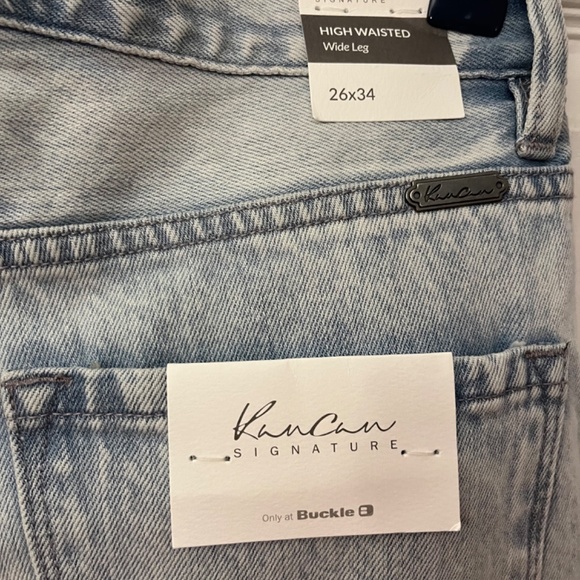 SIGNATURE
HIGH WAISTED
Wide Leg
26x34
KanCan
KanCan
SIGNATURE
Only at Buckle B